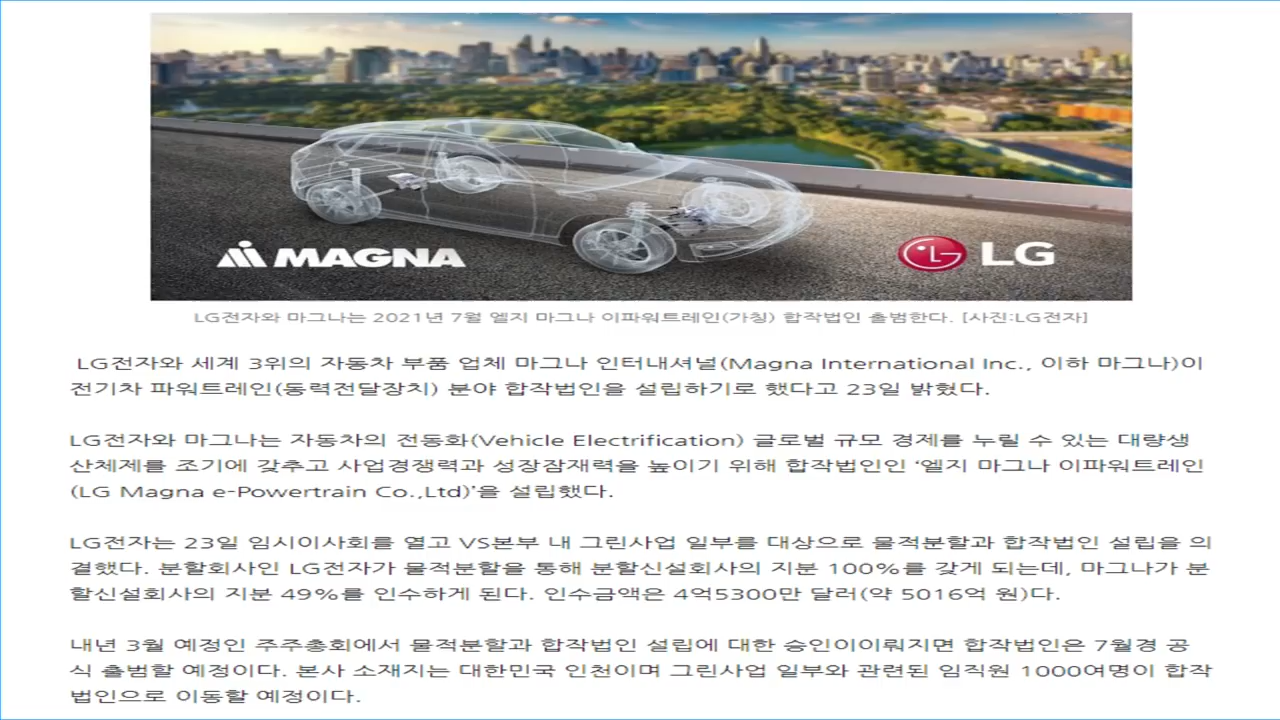 MAGNA
LG
LG전자와 마그나는 2021년 7월 엘지 마그나 이파워트레인(가칭) 합작법인 출범한다. [사진:LG전자]
LG전자와 세계 3위의 자동차 부품 업체 마그나 인터내셔널(Magna International Inc., 이하 마그나)이
전기차 파워트레인(동력전달장치) 분야 합작법인을 설립하기로 했다고 23일 밝혔다.
LG전자와 마그나는 자동차의 전동화(Vehicle Electrification) 글로벌 규모 경제를 누릴 수 있는 대량생
산체제를 조기에 갖추고 사업경쟁력과 성장잠재력을 높이기 위해 합작법인인 ‘엘지 마그나 이파워트레인
(LG Magna e-Powertrain Co.,Ltd)’을 설립했다.
LG전자는 23일 임시이사회를 열고 VS본부 내 그린사업 일부를 대상으로 물적분할과 합작법인 설립을 의
결했다. 분할회사인 LG전자가 물적분할을 통해 분할신설회사의 지분 100%를 갖게 되는데, 마그나가 분
할신설회사의 지분 49%를 인수하게 된다. 인수금액은 4억5300만 달러(약 5016억 원)다.
내년 3월 예정인 주주총회에서 물적분할과 합작법인 설립에 대한 승인이이뤄지면 합작법인은 7월경 공
식 출범할 예정이다. 본사 소재지는 대한민국 인천이며 그린사업 일부와 관련된 임직원 1000여명이 합작
법인으로 이동할 예정이다.